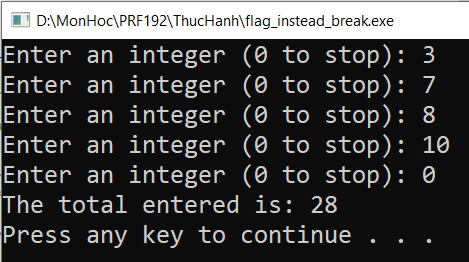 D:\MonHoc\PRF192\ThucHanh\flag_instead_break.exe
Enter an integer (0 to stop): 3
Enter an integer (0 to stop): 7
Enter an integer (0 to stop): 8
Enter an integer (0 to stop): 10
Enter an integer (0 to stop): 0
The total entered is: 28
Press any key to continue . . .